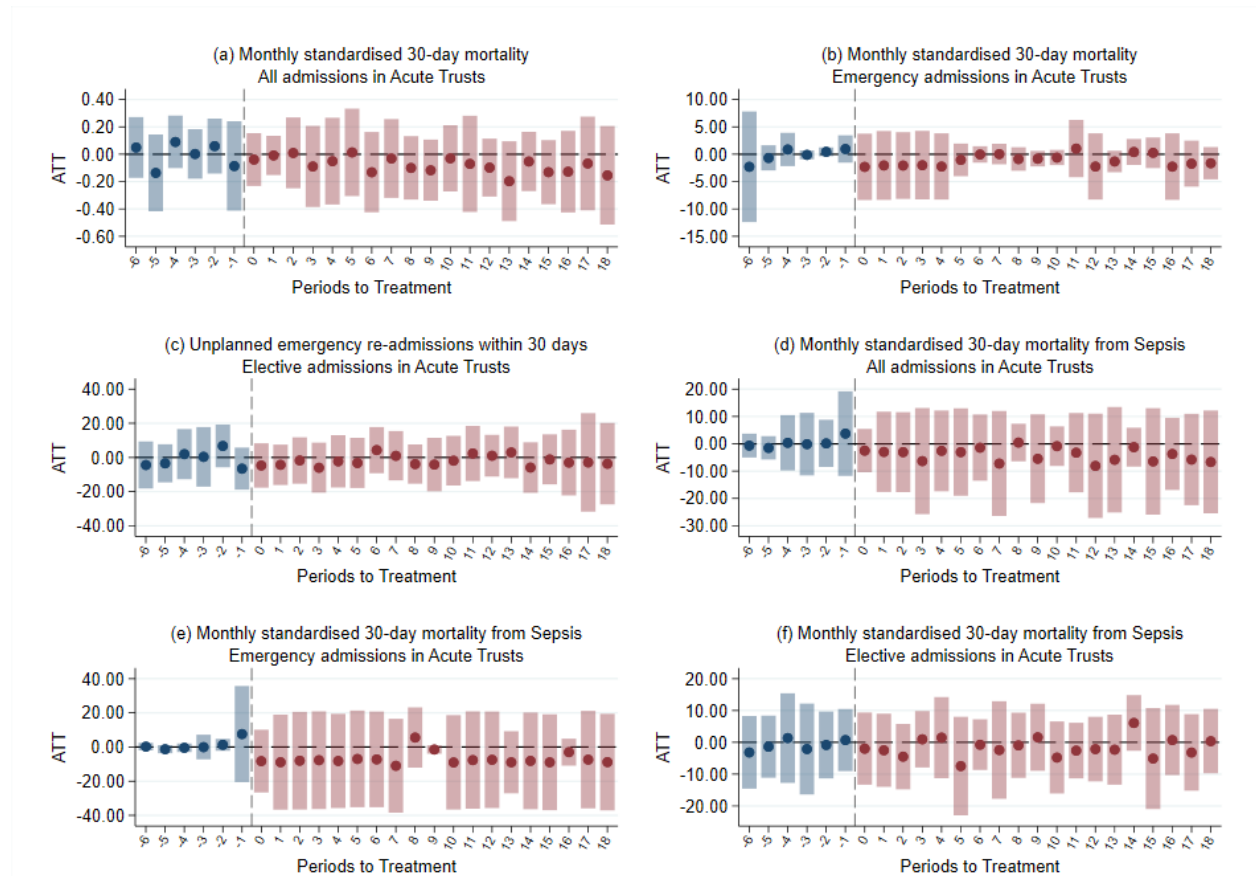 (a) Monthly standardised 30-day mortality
All admissions in Acute Trusts
0.40
0.20
0.00
-0.20
-0.40
-0.60
ATT
-6 -5 -4 -3 -2 -1 0 1 2 3 4 5 6 7 8 9 10 11 12 13 14 15 16 17 18
Periods to Treatment
(b) Monthly standardised 30-day mortality
Emergency admissions in Acute Trusts
10.00
5.00
0.00
-5.00
-10.00
-15.00
ATT
-6 -5 -4 -3 -2 -1 0 1 2 3 4 5 6 7 8 9 10 11 12 13 14 15 16 17 18
Periods to Treatment
(c) Unplanned emergency re-admissions within 30 days
Elective admissions in Acute Trusts
40.00
20.00
0.00
-20.00
-40.00
ATT
-6 -5 -4 -3 -2 -1 0 1 2 3 4 5 6 7 8 9 10 11 12 13 14 15 16 17 18
Periods to Treatment
(d) Monthly standardised 30-day mortality from Sepsis
All admissions in Acute Trusts
20.00
10.00
0.00
-10.00
-20.00
-30.00
ATT
-6 -5 -4 -3 -2 -1 0 1 2 3 4 5 6 7 8 9 10 11 12 13 14 15 16 17 18
Periods to Treatment
(e) Monthly standardised 30-day mortality from Sepsis
Emergency admissions in Acute Trusts
40.00
20.00
0.00
-20.00
-40.00
ATT
-6 -5 -4 -3 -2 -1 0 1 2 3 4 5 6 7 8 9 10 11 12 13 14 15 16 17 18
Periods to Treatment
(f) Monthly standardised 30-day mortality from Sepsis
Elective admissions in Acute Trusts
20.00
10.00
0.00
-10.00
-20.00
ATT
-6 -5 -4 -3 -2 -1 0 1 2 3 4 5 6 7 8 9 10 11 12 13 14 15 16 17 18
Periods to Treatment